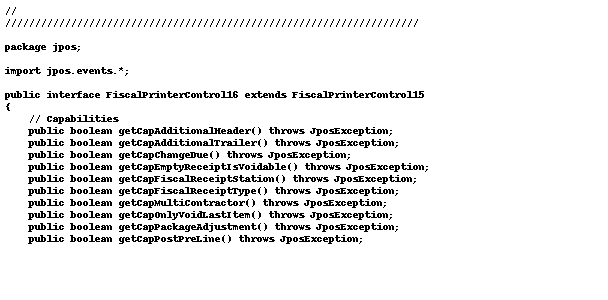 //
/////////////////////////////////////////////////////////////////////

package jpos;

import jpos.events.*;

public interface FiscalPrinterControl16 extends FiscalPrinterControl15
{
    // Capabilities
    public boolean getCapAdditionalHeader() throws JposException;
    public boolean getCapAdditionalTrailer() throws JposException;
    public boolean getCapChangeDue() throws JposException;
    public boolean getCapEmptyReceiptIsVoidable() throws JposException;
    public boolean getCapFiscalReceiptStation() throws JposException;
    public boolean getCapFiscalReceiptType() throws JposException;
    public boolean getCapMultiContractor() throws JposException;
    public boolean getCapOnlyVoidLastItem() throws JposException;
    public boolean getCapPackageAdjustment() throws JposException;
    public boolean getCapPostPreLine() throws JposException;